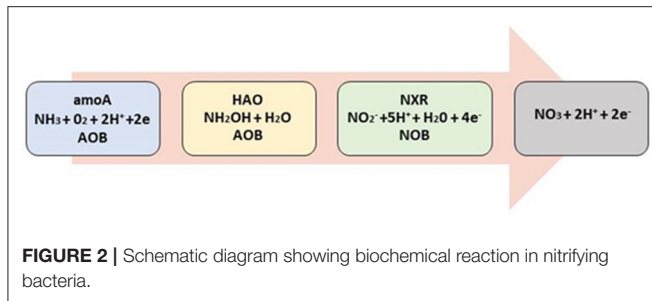 amoA
NH₃ + 0₂ + 2H⁺+2e
AOB
HAO
NH₂OH + H₂O
AOB
NXR
NO₂⁻+5H⁺ + H₂0 + 4e⁻
NOB
NO₃ + 2H⁺ + 2e⁻
FIGURE 2 | Schematic diagram showing biochemical reaction in nitrifying
bacteria.